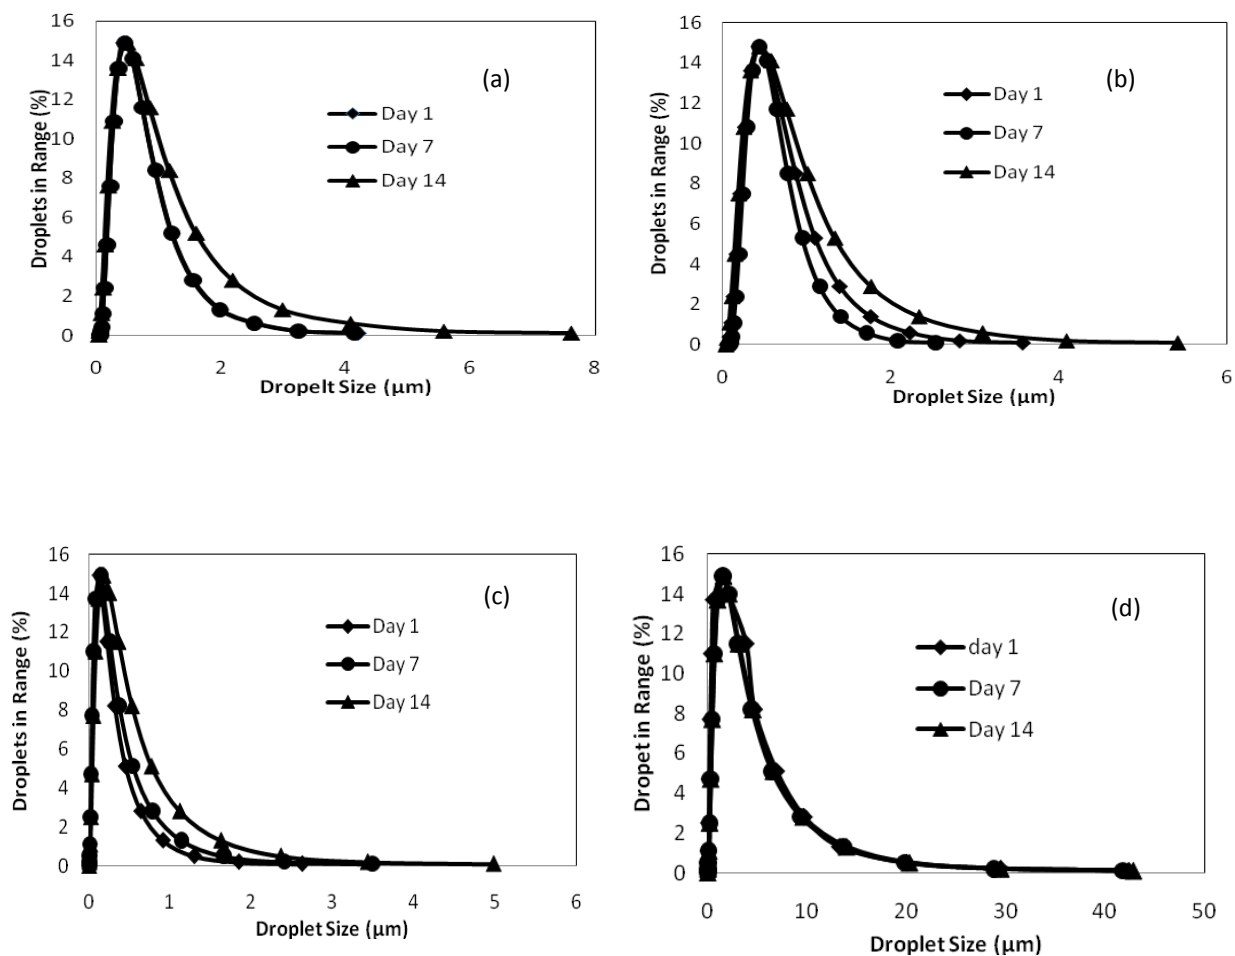 16
14
12
10
8
6
4
2
0
Droplets in Range (%)
(a)
Day 1
Day 7
Day 14
0 2 4 6 8
Dropelt Size (µm)
16
14
12
10
8
6
4
2
0
Droplets in Range (%)
(b)
Day 1
Day 7
Day 14
0 2 4 6
Droplet Size (µm)
16
14
12
10
8
6
4
2
0
Droplets in Range (%)
(c)
Day 1
Day 7
Day 14
0 1 2 3 4 5 6
Droplet Size (µm)
16
14
12
10
8
6
4
2
0
Dropet in Range (%)
(d)
day 1
Day 7
Day 14
0 10 20 30 40 50
Droplet Size (µm)